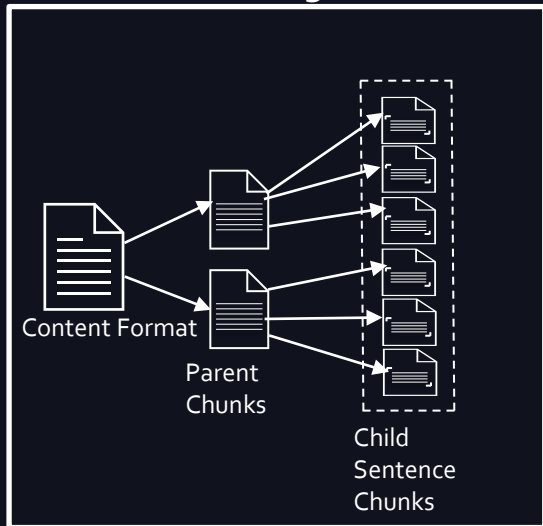 Content Format
Parent
Chunks
Child
Sentence
Chunks